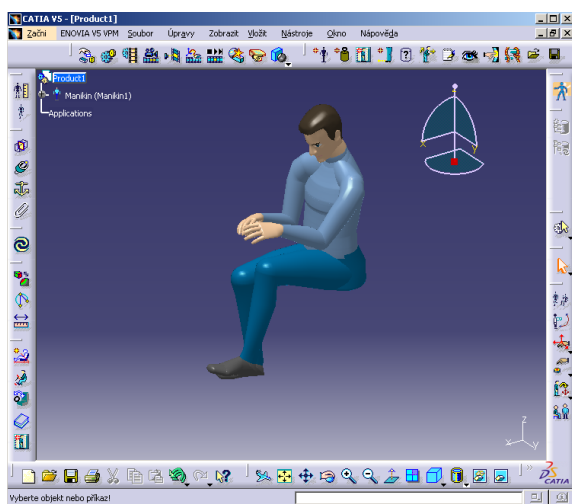 CATIA V5 - [Product1]
Začni ENOVIA V5 VPM Soubor Úpravy Zobrazit Vložit Nástroje Okno Nápověda
Product1
Manikin (Manikin1)
Applications
z
x y
CATIA
Vyberte objekt nebo příkaz!